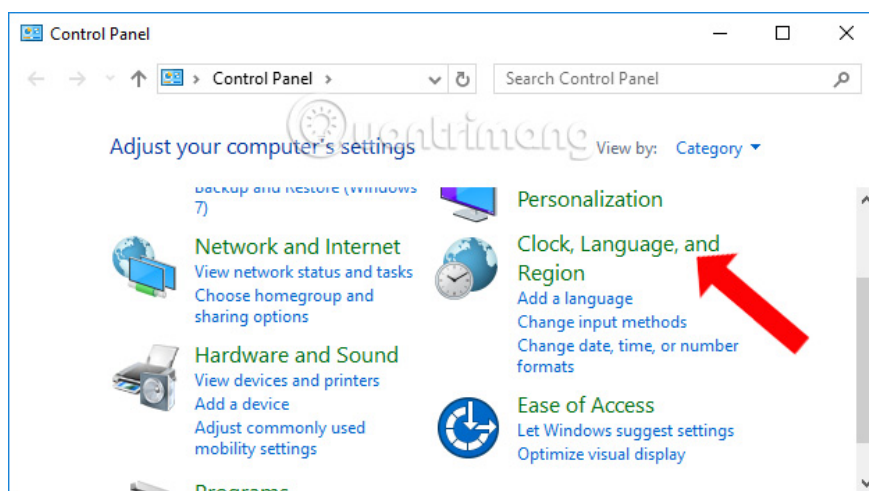 Control Panel
Control Panel
Search Control Panel
Quantrimang
Adjust your computer's settings
View by: Category
Backup and Restore (Windows
7)
Network and Internet
View network status and tasks
Choose homegroup and
sharing options
Hardware and Sound
View devices and printers
Add a device
Adjust commonly used
mobility settings
Programs
Personalization
Clock, Language, and
Region
Add a language
Change input methods
Change date, time, or number
formats
Ease of Access
Let Windows suggest settings
Optimize visual display